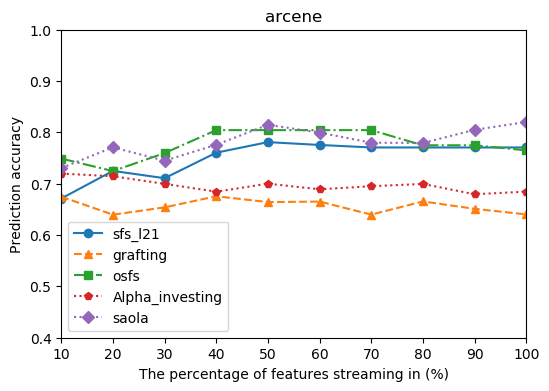 arcene
1.0
0.9
0.8
0.7
0.6
0.5
0.4
Prediction accuracy
sfs_l21
grafting
osfs
Alpha_investing
saola
10 20 30 40 50 60 70 80 90 100
The percentage of features streaming in (%)